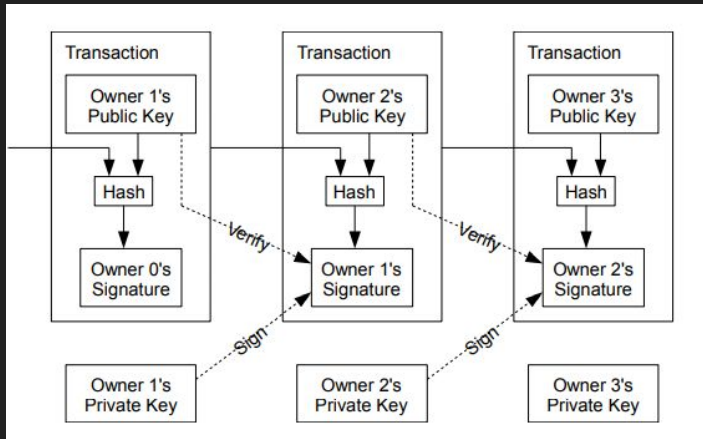 Transaction
Transaction
Transaction
Owner 1's
Public Key
Owner 2's
Public Key
Owner 3's
Public Key
Hash
Hash
Hash
Verify
Verify
Owner 0's
Signature
Owner 1's
Signature
Owner 2's
Signature
Sign
Sign
Owner 1's
Private Key
Owner 2's
Private Key
Owner 3's
Private Key